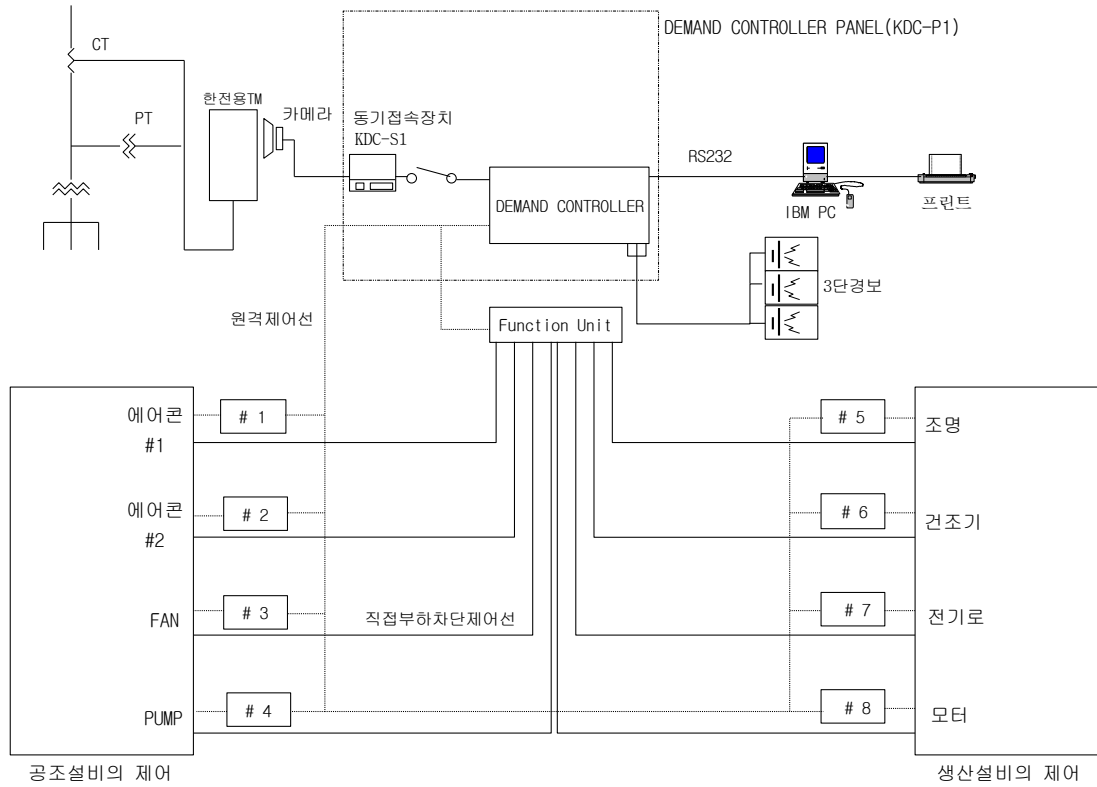 DEMAND CONTROLLER PANEL(KDC-P1)
CT
한전용TM
카메라
동기접속장치
KDC-S1
PT
RS232
DEMAND CONTROLLER
IBM PC
프린트
3단경보
원격제어선
Function Unit
에어콘
#1
# 1
# 5
조명
에어콘
#2
# 2
# 6
건조기
FAN
# 3
직접부하차단제어선
# 7
전기로
PUMP
# 4
# 8
모터
공조설비의 제어
생산설비의 제어